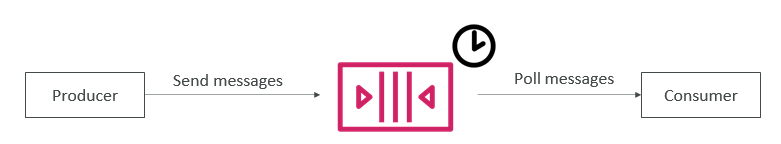 Producer
Send messages
Poll messages
Consumer